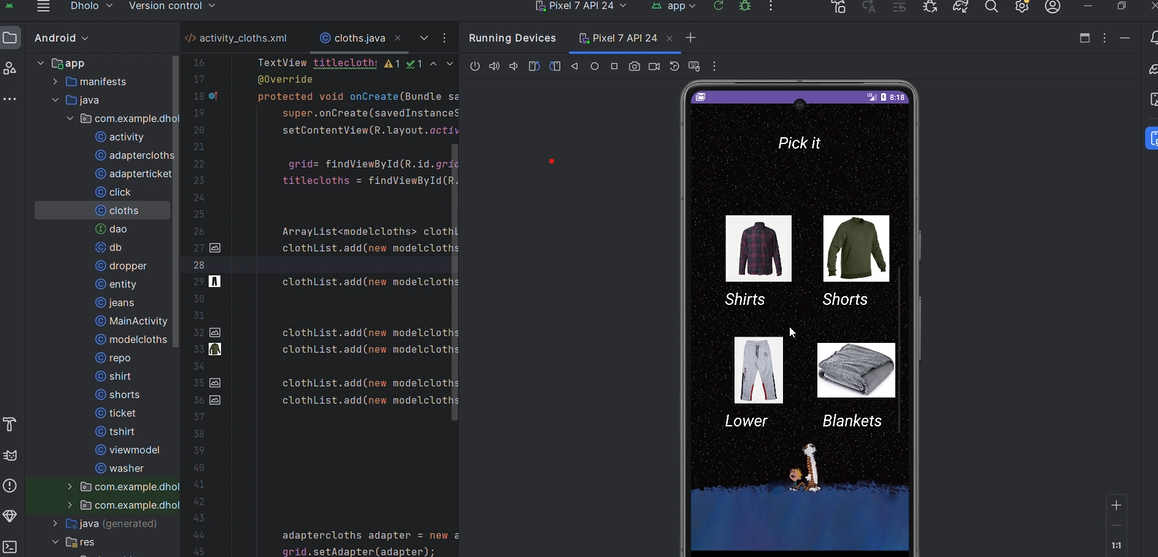 Dholo
Version control
Pixel 7 API 24
app
Android
activity_cloths.xml
cloths.java
Running Devices
Pixel 7 API 24
app
manifests
java
com.example.dhol
activity
adaptercloths
adapterticket
click
cloths
dao
db
dropper
entity
jeans
MainActivity
modelcloths
repo
shirt
shorts
ticket
tshirt
viewmodel
washer
com.example.dhol
com.example.dhol
java (generated)
res
16 TextView titlecloths 1 1
17 @Override
18 protected void onCreate(Bundle sa
19 super.onCreate(savedInstanceS
20 setContentView(R.layout.activ
21
22 grid= findViewById(R.id.grid
23 titlecloths = findViewById(R.
24
25
26 ArrayList<modelcloths> clothL
27 clothList.add(new modelcloths
28
29 clothList.add(new modelcloths
30
31
32 clothList.add(new modelcloths
33 clothList.add(new modelcloths
34
35 clothList.add(new modelcloths
36 clothList.add(new modelcloths
37
38
39
40
41
42
43
44 adaptercloths adapter = new a
45 grid.setAdapter(adapter);
8:18
Pick it
Shirts
Shorts
Lower
Blankets
1:1